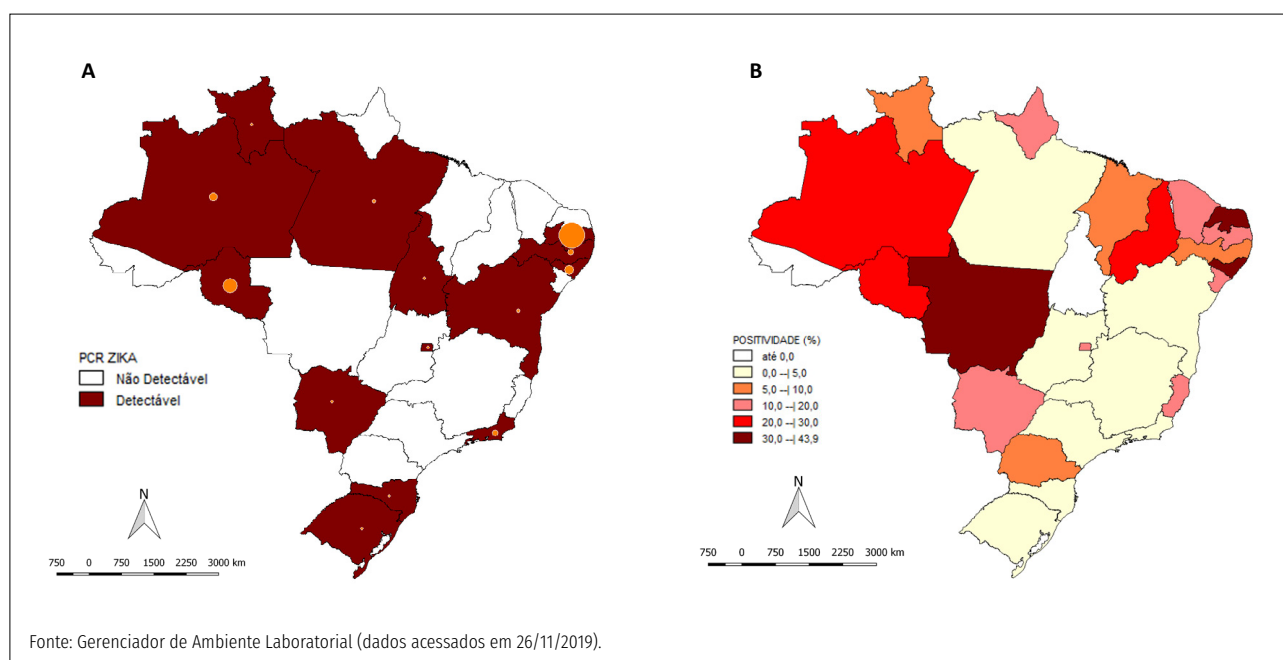 A
PCR ZIKA
Não Detectável
Detectável
N
750 0 750 1500 2250 3000 km
B
POSITIVIDADE (%)
até 0,0
0,0 --| 5,0
5,0 --| 10,0
10,0 --| 20,0
20,0 --| 30,0
30,0 --| 43,9
N
750 0 750 1500 2250 3000 km
Fonte: Gerenciador de Ambiente Laboratorial (dados acessados em 26/11/2019).